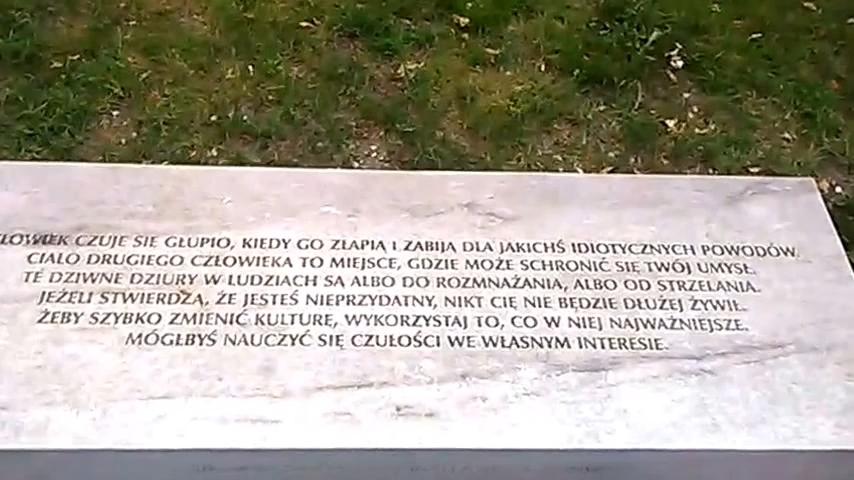 CZŁOWIEK CZUJE SIĘ GŁUPIO, KIEDY GO ZŁAPIĄ I ZABIJĄ DLA JAKICHŚ IDIOTYCZNYCH POWODÓW.
CIAŁO DRUGIEGO CZŁOWIEKA TO MIEJSCE, GDZIE MOŻE SCHRONIĆ SIĘ TWÓJ UMYSŁ.
TE DZIWNE DZIURY W LUDZIACH SĄ ALBO DO ROZMNAŻANIA, ALBO OD STRZELANIA.
JEŻELI STWIERDZĄ, ŻE JESTEŚ NIEPRZYDATNY, NIKT CIĘ NIE BĘDZIE DŁUŻEJ ŻYWIŁ.
ŻEBY SZYBKO ZMIENIĆ KULTURĘ, WYKORZYSTAJ TO, CO W NIEJ NAJWAŻNIEJSZE.
MÓGŁBYŚ NAUCZYĆ SIĘ CZUŁOŚCI WE WŁASNYM INTERESIE.